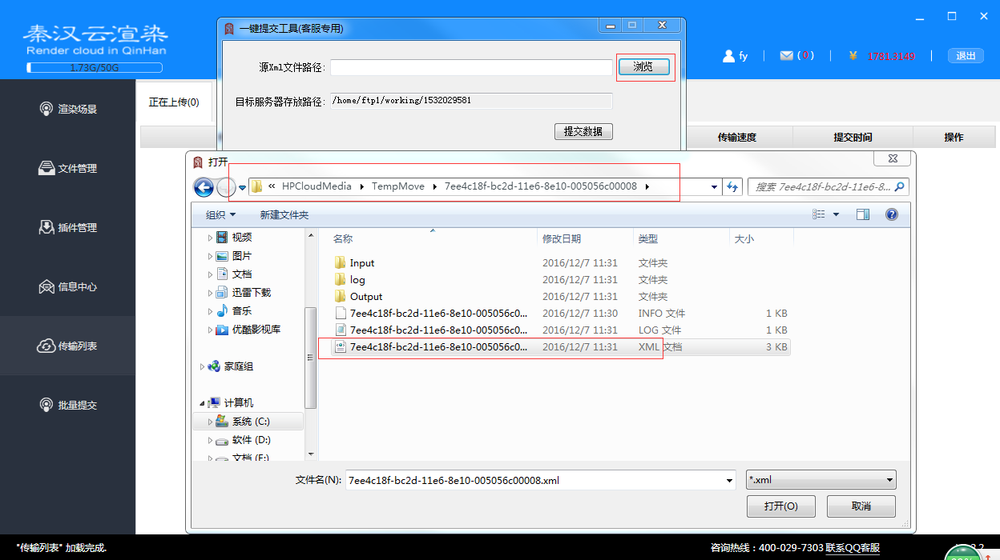 秦汉云渲染
Render cloud in QinHan
1.73G/50G
一键提交工具(客服专用)
源Xml文件路径:
浏览
目标服务器存放路径: /home/ftp1/working/1532029581
提交数据
fy
(0)
¥ 1781.3149
退出
渲染场景
文件管理
插件管理
信息中心
传输列表
批量提交
正在上传(0)
传输速度 提交时间 操作
打开
« HPCloudMedia TempMove 7ee4c18f-bc2d-11e6-8e10-005056c00008
搜索 7ee4c18f-bc2d-11e6-8...
组织 新建文件夹
视频
图片
文档
迅雷下载
音乐
优酷影视库
家庭组
计算机
系统 (C:)
软件 (D:)
文档 (E:)
名称 修改日期 类型 大小
Input 2016/12/7 11:31 文件夹
log 2016/12/7 11:31 文件夹
Output 2016/12/7 11:31 文件夹
7ee4c18f-bc2d-11e6-8e10-005056c0... 2016/12/7 11:30 INFO 文件 1 KB
7ee4c18f-bc2d-11e6-8e10-005056c0... 2016/12/7 11:31 LOG 文件 1 KB
7ee4c18f-bc2d-11e6-8e10-005056c0... 2016/12/7 11:31 XML 文档 3 KB
文件名(N): 7ee4c18f-bc2d-11e6-8e10-005056c00008.xml
*.xml
打开(O) 取消
"传输列表" 加载完成.
咨询热线：400-029-7303 联系QQ客服